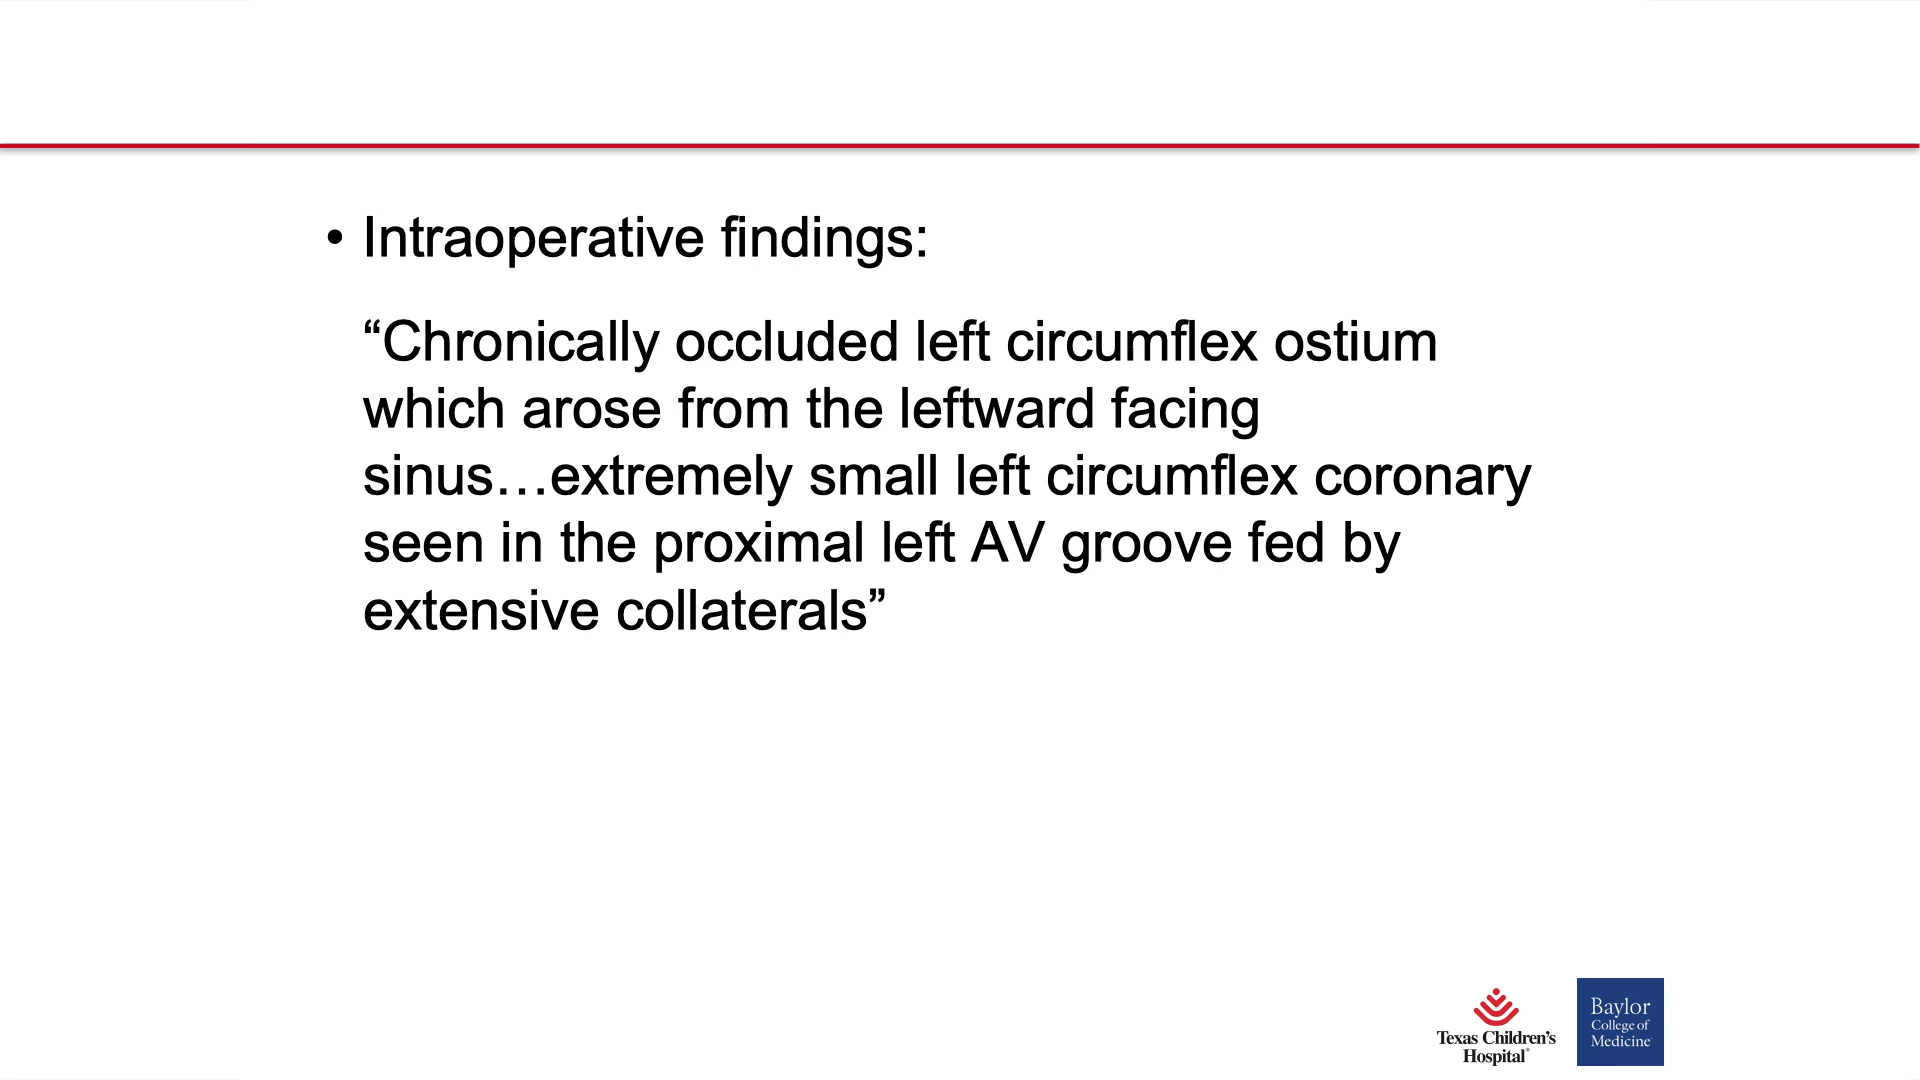 • Intraoperative findings:
“Chronically occluded left circumflex ostium
which arose from the leftward facing
sinus…extremely small left circumflex coronary
seen in the proximal left AV groove fed by
extensive collaterals”
Texas Children's
Hospital®
Baylor
College of
Medicine